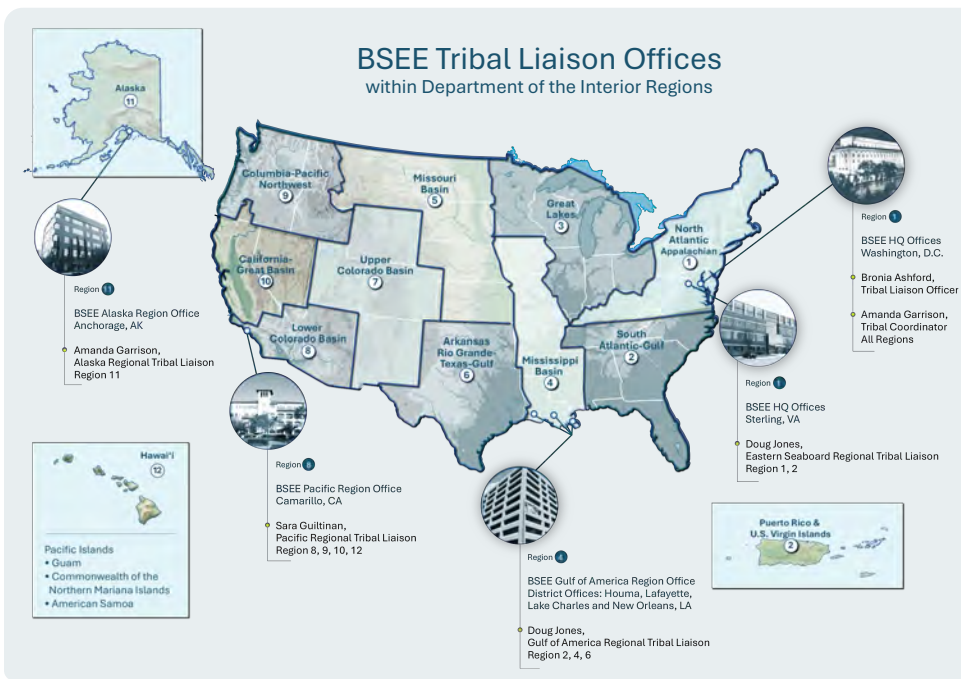 BSEE Tribal Liaison Offices
within Department of the Interior Regions
Alaska
11
Region 11
BSEE Alaska Region Office
Anchorage, AK
Amanda Garrison,
Alaska Regional Tribal Liaison
Region 11
Columbia-Pacific
Northwest
9
Missouri
Basin
5
Great
Lakes
3
North
Atlantic
Appalachian
1
California-
Great Basin
10
Upper
Colorado Basin
7
Lower
Colorado Basin
8
Arkansas
Rio Grande-
Texas-Gulf
6
Mississippi
Basin
4
South
Atlantic-Gulf
2
Region 1
BSEE HQ Offices
Washington, D.C.
Bronia Ashford,
Tribal Liaison Officer
Amanda Garrison,
Tribal Coordinator
All Regions
Region 1
BSEE HQ Offices
Sterling, VA
Doug Jones,
Eastern Seaboard Regional Tribal Liaison
Region 1, 2
Region 8
BSEE Pacific Region Office
Camarillo, CA
Sara Guiltinan,
Pacific Regional Tribal Liaison
Region 8, 9, 10, 12
Region 4
BSEE Gulf of America Region Office
District Offices: Houma, Lafayette,
Lake Charles and New Orleans, LA
Doug Jones,
Gulf of America Regional Tribal Liaison
Region 2, 4, 6
Hawai'i
12
Pacific Islands
• Guam
• Commonwealth of the
Northern Mariana Islands
• American Samoa
Puerto Rico &
U.S. Virgin Islands
2